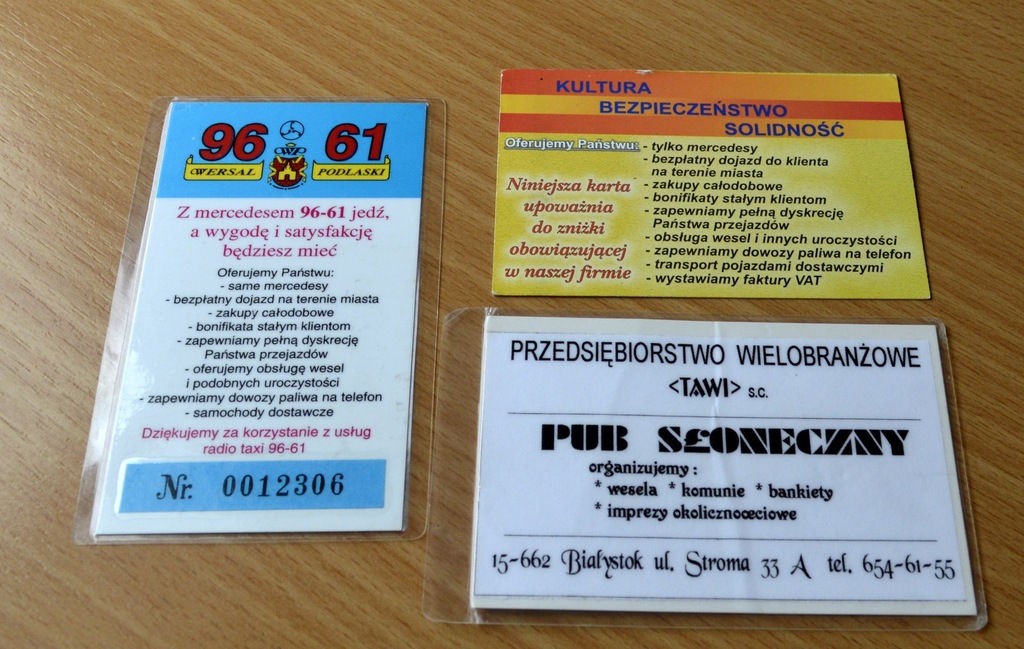 96 61
WERSAL WP PODLASKI
Z mercedesem 96-61 jedź,
a wygodę i satysfakcję
będziesz mieć
Oferujemy Państwu:
- same mercedesy
- bezpłatny dojazd na terenie miasta
- zakupy całodobowe
- bonifikata stałym klientom
- zapewniamy pełną dyskrecję
Państwa przejazdów
- oferujemy obsługę wesel
i podobnych uroczystości
- zapewniamy dowozy paliwa na telefon
- samochody dostawcze
Dziękujemy za korzystanie z usług
radio taxi 96-61
Nr. 0012306
KULTURA
BEZPIECZEŃSTWO
SOLIDNOŚĆ
Oferujemy Państwu:
- tylko mercedesy
- bezpłatny dojazd do klienta
na terenie miasta
- zakupy całodobowe
- bonifikaty stałym klientom
- zapewniamy pełną dyskrecję
Państwa przejazdów
- obsługa wesel i innych uroczystości
- zapewniamy dowozy paliwa na telefon
- transport pojazdami dostawczymi
- wystawiamy faktury VAT
Niniejsza karta
upoważnia
do zniżki
obowiązującej
w naszej firmie
PRZEDSIĘBIORSTWO WIELOBRANŻOWE
<TAWI> s.c.
PUB S£ONECZNY
organizujemy :
* wesela * komunie * bankiety
* imprezy okolicznoœciowe
15-662 Białystok ul. Stroma 33 A tel. 654-61-55